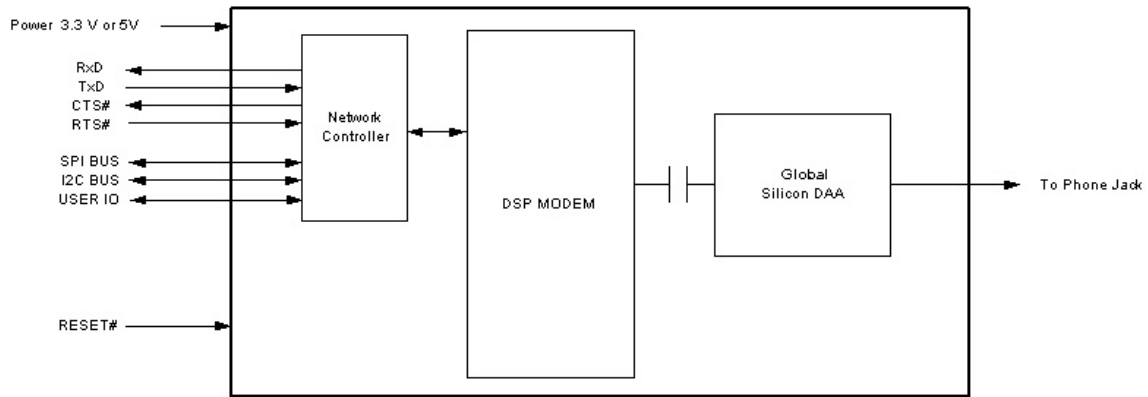 Power 3.3 V or 5V
RxD
TxD
CTS#
RTS#
SPI BUS
I2C BUS
USER IO
RESET#
Network
Controller
DSP MODEM
Global
Silicon DAA
To Phone Jack